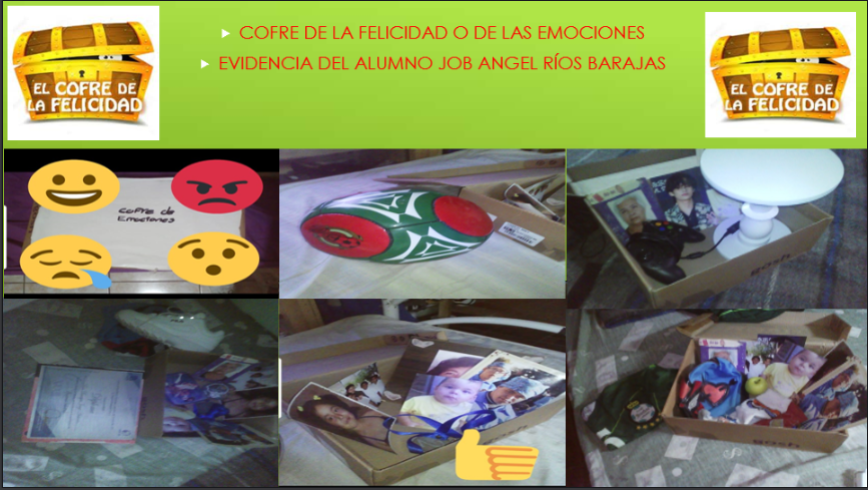 COFRE DE LA FELICIDAD O DE LAS EMOCIONES
EVIDENCIA DEL ALUMNO JOB ANGEL RÍOS BARAJAS
EL COFRE DE
LA FELICIDAD
EL COFRE DE
LA FELICIDAD
Cofre de
Emociones